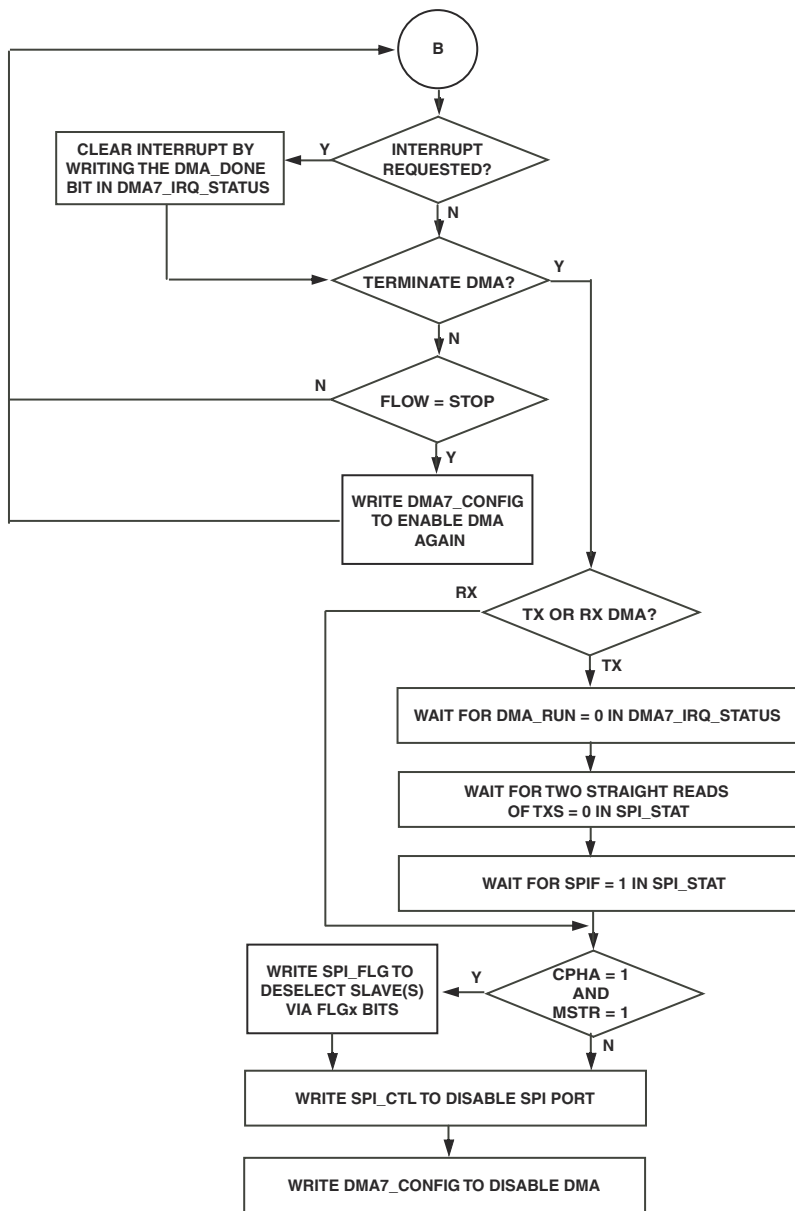 B
INTERRUPT
REQUESTED?
Y
CLEAR INTERRUPT BY
WRITING THE DMA_DONE
BIT IN DMA7_IRQ_STATUS
N
TERMINATE DMA?
Y
N
FLOW = STOP
N
Y
WRITE DMA7_CONFIG
TO ENABLE DMA
AGAIN
TX OR RX DMA?
RX
TX
WAIT FOR DMA_RUN = 0 IN DMA7_IRQ_STATUS
WAIT FOR TWO STRAIGHT READS
OF TXS = 0 IN SPI_STAT
WAIT FOR SPIF = 1 IN SPI_STAT
CPHA = 1
AND
MSTR = 1
Y
WRITE SPI_FLG TO
DESELECT SLAVE(S)
VIA FLGx BITS
N
WRITE SPI_CTL TO DISABLE SPI PORT
WRITE DMA7_CONFIG TO DISABLE DMA